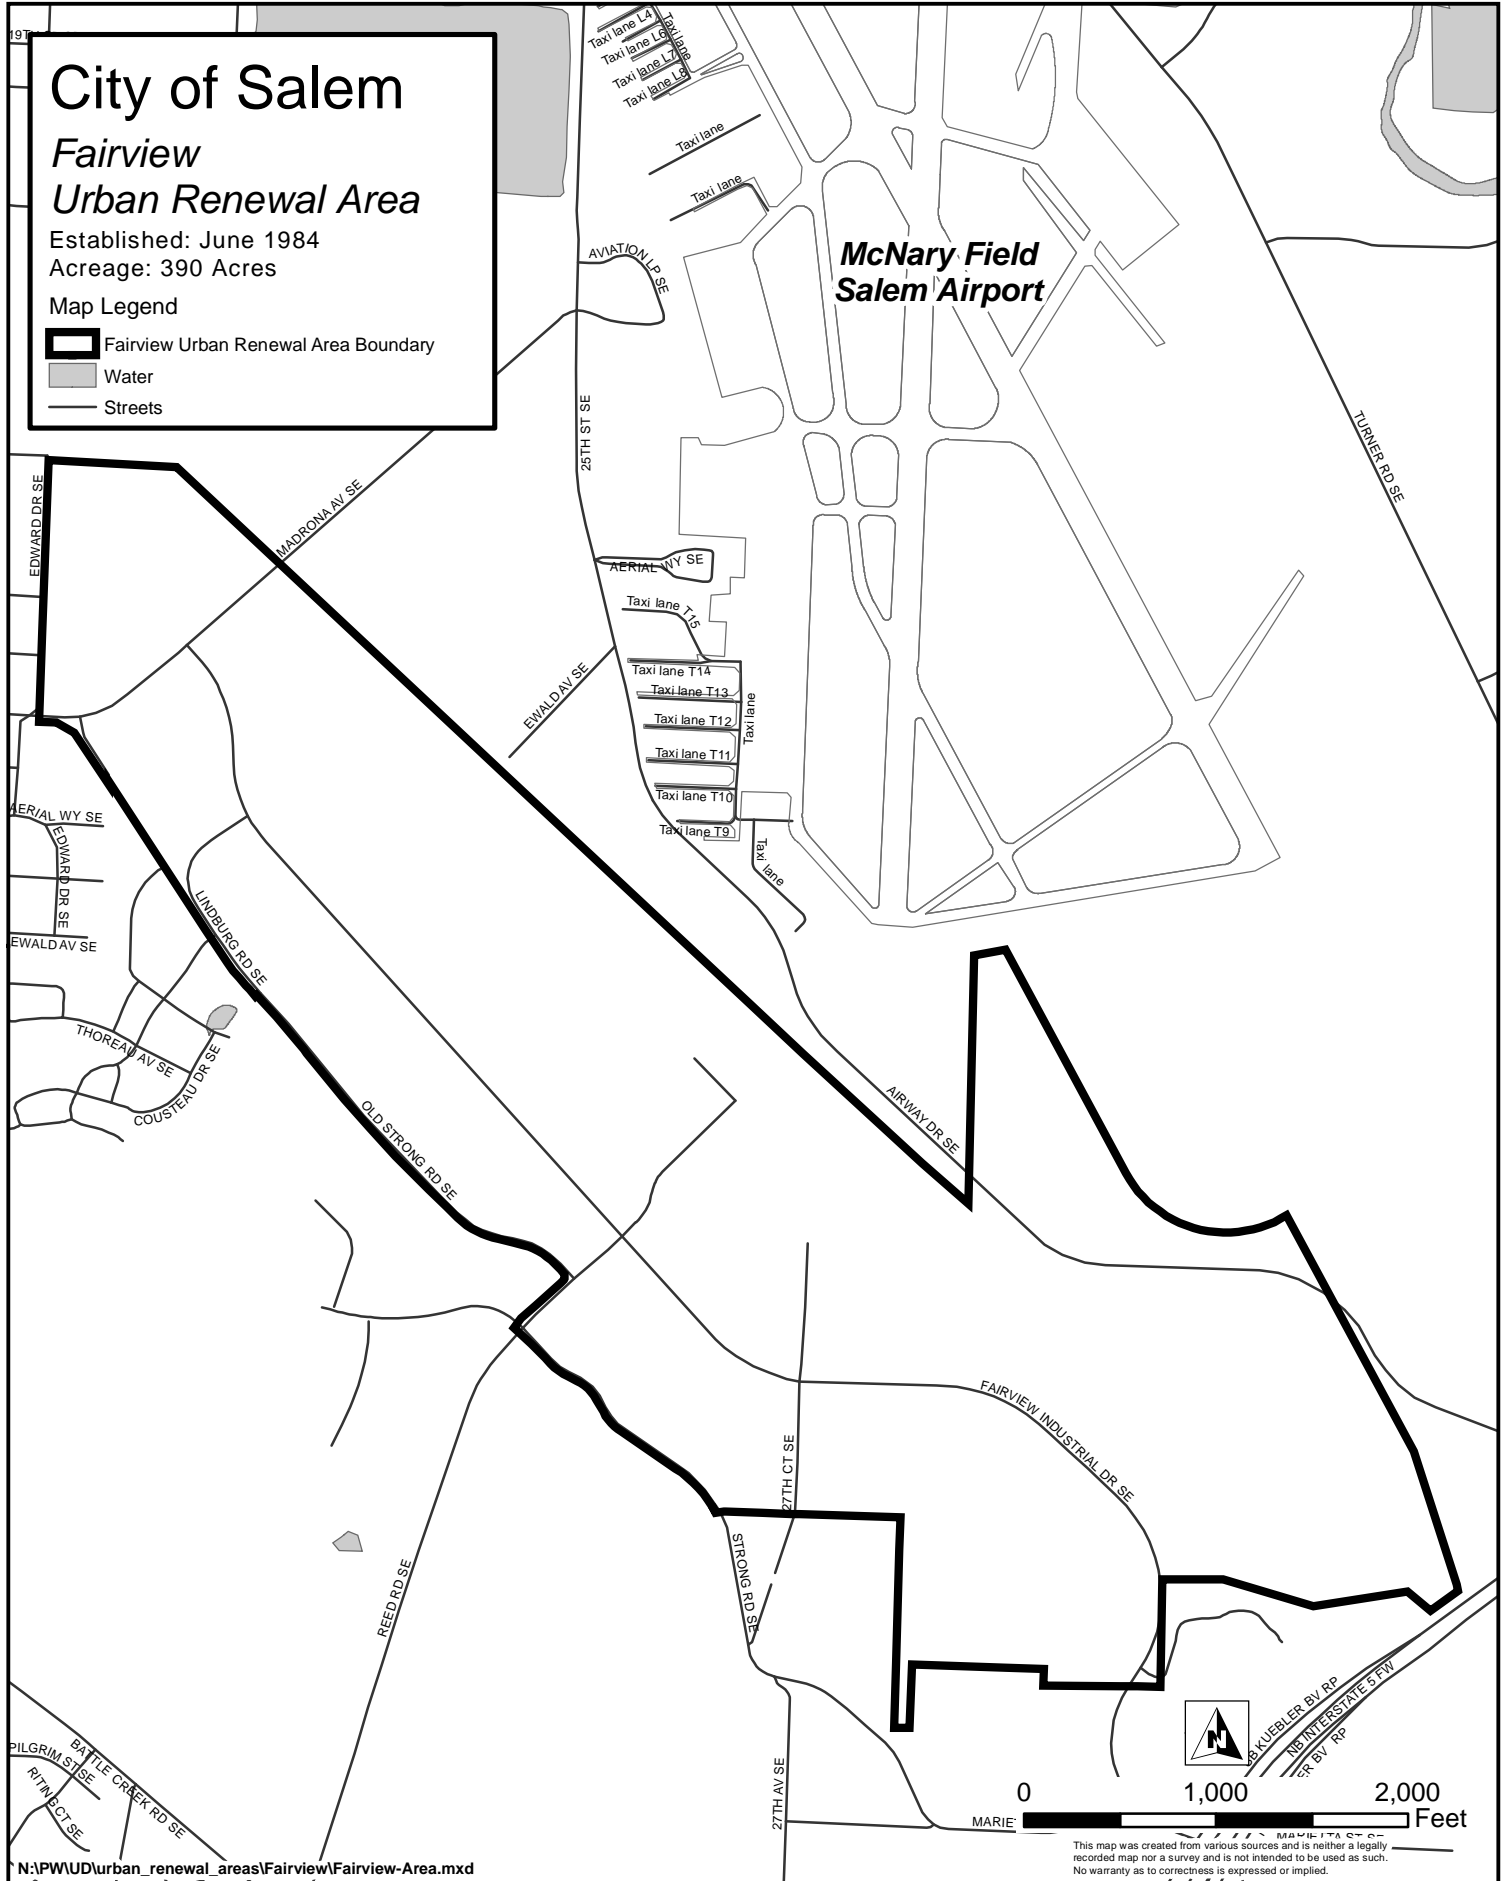 City of Salem
Fairview
Urban Renewal Area
Established: June 1984
Acreage: 390 Acres
Map Legend
Fairview Urban Renewal Area Boundary
Water
Streets
Taxi lane L4
Taxi lane L6
Taxi lane L7
Taxi lane L8
Taxi lane
Taxi lane
Taxi lane
AVIATION LP SE
McNary Field
Salem Airport
25TH ST SE
TURNER RD SE
EDWARD DR SE
MADRONA AV SE
AERIAL WY SE
Taxi lane T15
Taxi lane T14
Taxi lane T13
Taxi lane T12
Taxi lane T11
Taxi lane T10
Taxi lane T9
Taxi lane
Taxi lane
EWALD AV SE
AERIAL WY SE
EDWARD DR SE
EWALD AV SE
LINDBURG RD SE
THOREAU AV SE
COUSTEAU DR SE
OLD STRONG RD SE
AIRWAY DR SE
FAIRVIEW INDUSTRIAL DR SE
27TH CT SE
STRONG RD SE
REED RD SE
27TH AV SE
BATTLE CREEK RD SE
PILGRIM ST SE
RITING CT SE
SB KUEBLER BV RP
NB INTERSTATE 5 FW
ER BV RP
N
0 1,000 2,000
Feet
MARIE
MARIETTA ST SE
This map was created from various sources and is neither a legally
recorded map nor a survey and is not intended to be used as such.
No warranty as to correctness is expressed or implied.
N:\PW\UD\urban_renewal_areas\Fairview\Fairview-Area.mxd